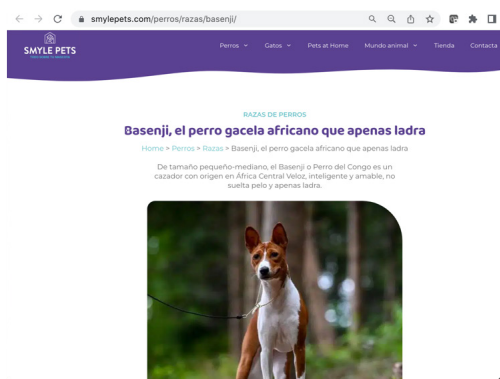 smylepets.com/perros/razas/basenji/
SMYLE PETS
Perros Gatos Pets at Home Mundo animal Tienda Contacta
RAZAS DE PERROS
Basenji, el perro gacela africano que apenas ladra
Home > Perros > Razas > Basenji, el perro gacela africano que apenas ladra
De tamaño pequeño-mediano, el Basenji o Perro del Congo es un
cazador con origen en África Central Veloz, inteligente y amable, no
suelta pelo y apenas ladra.